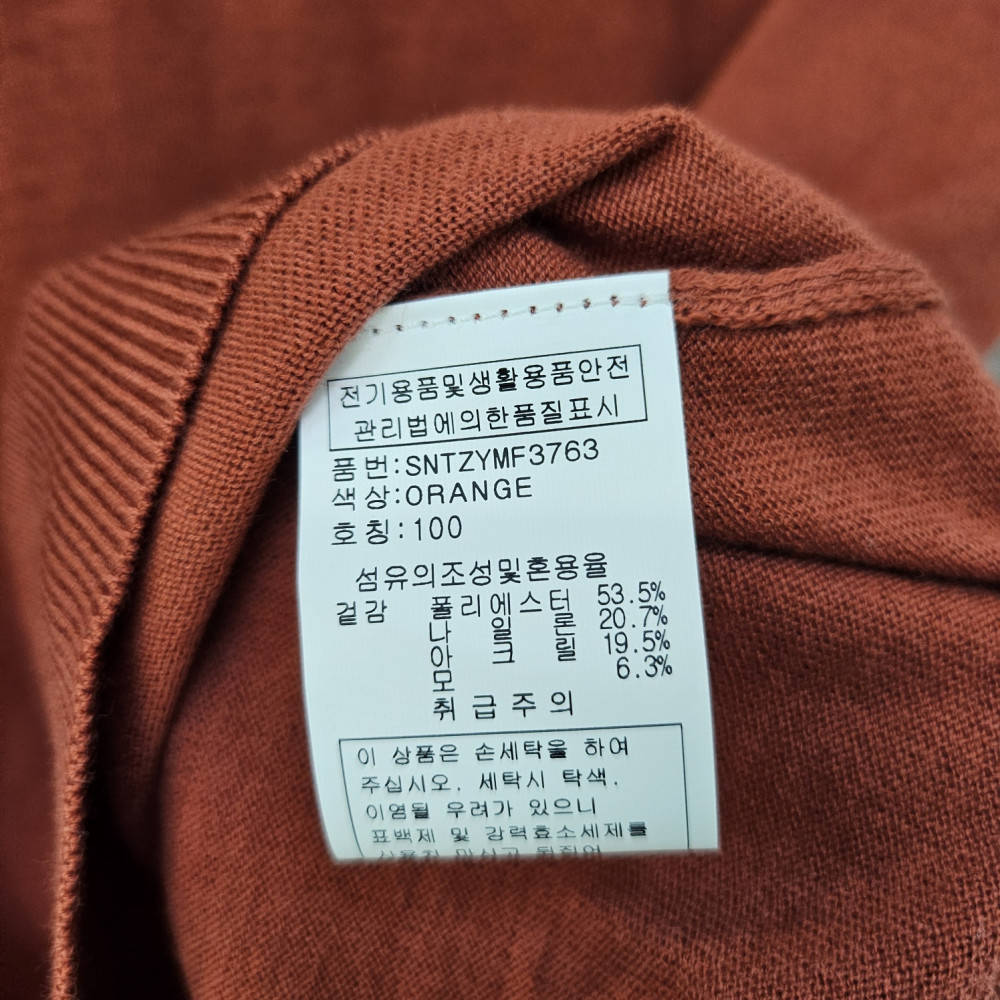 전기용품및생활용품안전
관리법에의한품질표시
품번:SNTZYMF3763
색상:ORANGE
호칭:100
섬유의조성및혼용율
겉감 폴리에스터 53.5%
나 일 론 20.7%
아 크 릴 19.5%
모 6.3%
취급주의
이 상품은 손세탁을 하여
주십시오. 세탁시 탁색.
이염될 우려가 있으니
표백제 및 강력효소세제를